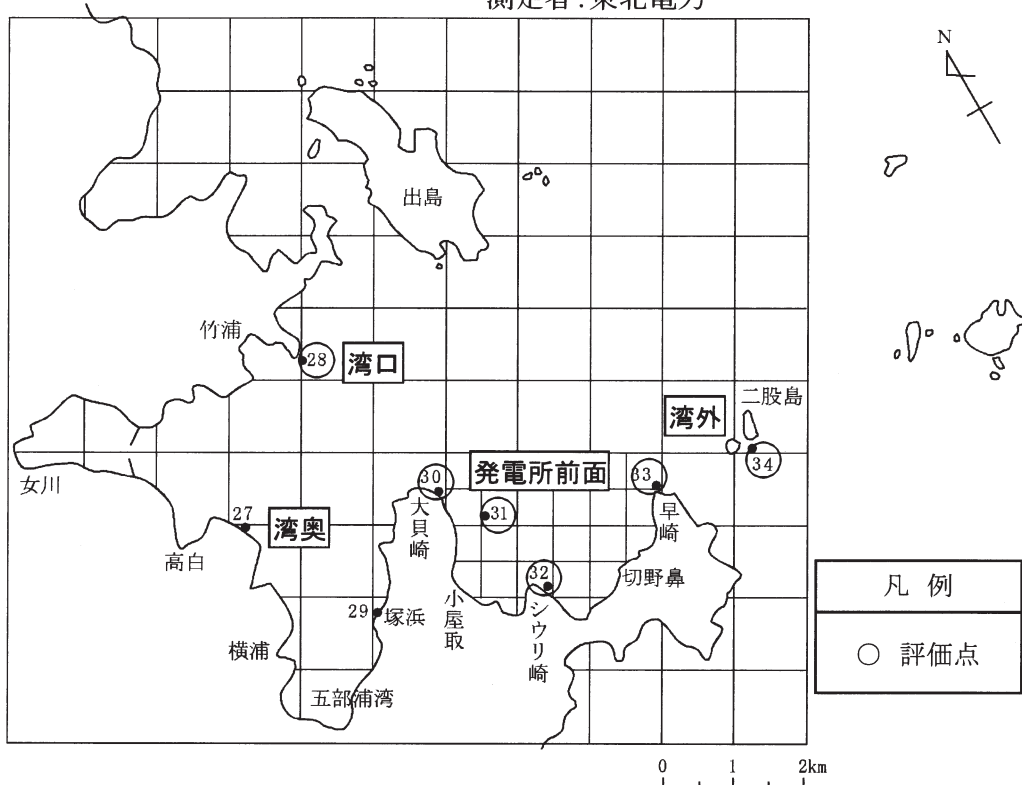 測定者:東北電力
N
出島
竹浦
28
湾口
二股島
湾外
34
女川
30
発電所前面
33
27
湾奥
大貝崎
31
早崎
高白
32
切野鼻
29
塚浜
小屋取
シウリ崎
横浦
五部浦湾
凡例
○ 評価点
0 1 2km